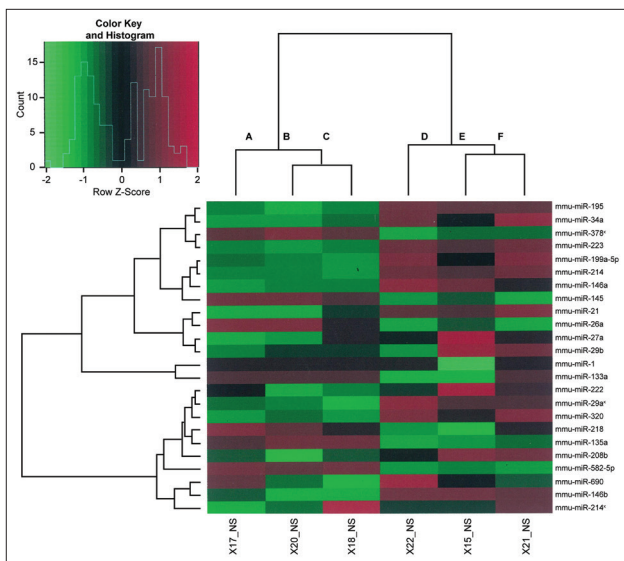 Color Key
and Histogram
Count
15
10
5
0
-2
-1
0
1
2
Row Z-Score
A
B
C
D
E
F
mmu-miR-195
mmu-miR-34a
mmu-miR-378ᶜ
mmu-miR-223
mmu-miR-199a-5p
mmu-miR-214
mmu-miR-146a
mmu-miR-145
mmu-miR-21
mmu-miR-26a
mmu-miR-27a
mmu-miR-29b
mmu-miR-1
mmu-miR-133a
mmu-miR-222
mmu-miR-29aᶜ
mmu-miR-320
mmu-miR-218
mmu-miR-135a
mmu-miR-208b
mmu-miR-582-5p
mmu-miR-690
mmu-miR-146b
mmu-miR-214ᶜ
X17_NS
X20_NS
X18_NS
X22_NS
X15_NS
X21_NS